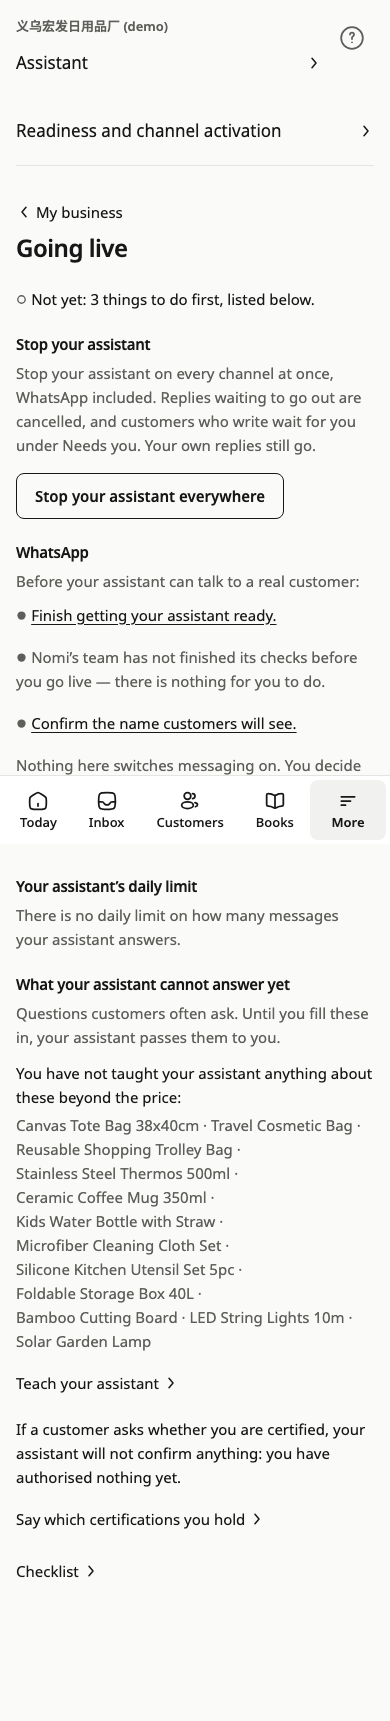 义乌宏发日用品厂 (demo)
Assistant
Readiness and channel activation
My business
Going live
Not yet: 3 things to do first, listed below.
Stop your assistant
Stop your assistant on every channel at once,
WhatsApp included. Replies waiting to go out are
cancelled, and customers who write wait for you
under Needs you. Your own replies still go.
Stop your assistant everywhere
WhatsApp
Before your assistant can talk to a real customer:
Finish getting your assistant ready.
Nomi’s team has not finished its checks before
you go live — there is nothing for you to do.
Confirm the name customers will see.
Nothing here switches messaging on. You decide
Today
Inbox
Customers
Books
More
Your assistant’s daily limit
There is no daily limit on how many messages
your assistant answers.
What your assistant cannot answer yet
Questions customers often ask. Until you fill these
in, your assistant passes them to you.
You have not taught your assistant anything about
these beyond the price:
Canvas Tote Bag 38x40cm · Travel Cosmetic Bag ·
Reusable Shopping Trolley Bag ·
Stainless Steel Thermos 500ml ·
Ceramic Coffee Mug 350ml ·
Kids Water Bottle with Straw ·
Microfiber Cleaning Cloth Set ·
Silicone Kitchen Utensil Set 5pc ·
Foldable Storage Box 40L ·
Bamboo Cutting Board · LED String Lights 10m ·
Solar Garden Lamp
Teach your assistant
If a customer asks whether you are certified, your
assistant will not confirm anything: you have
authorised nothing yet.
Say which certifications you hold
Checklist